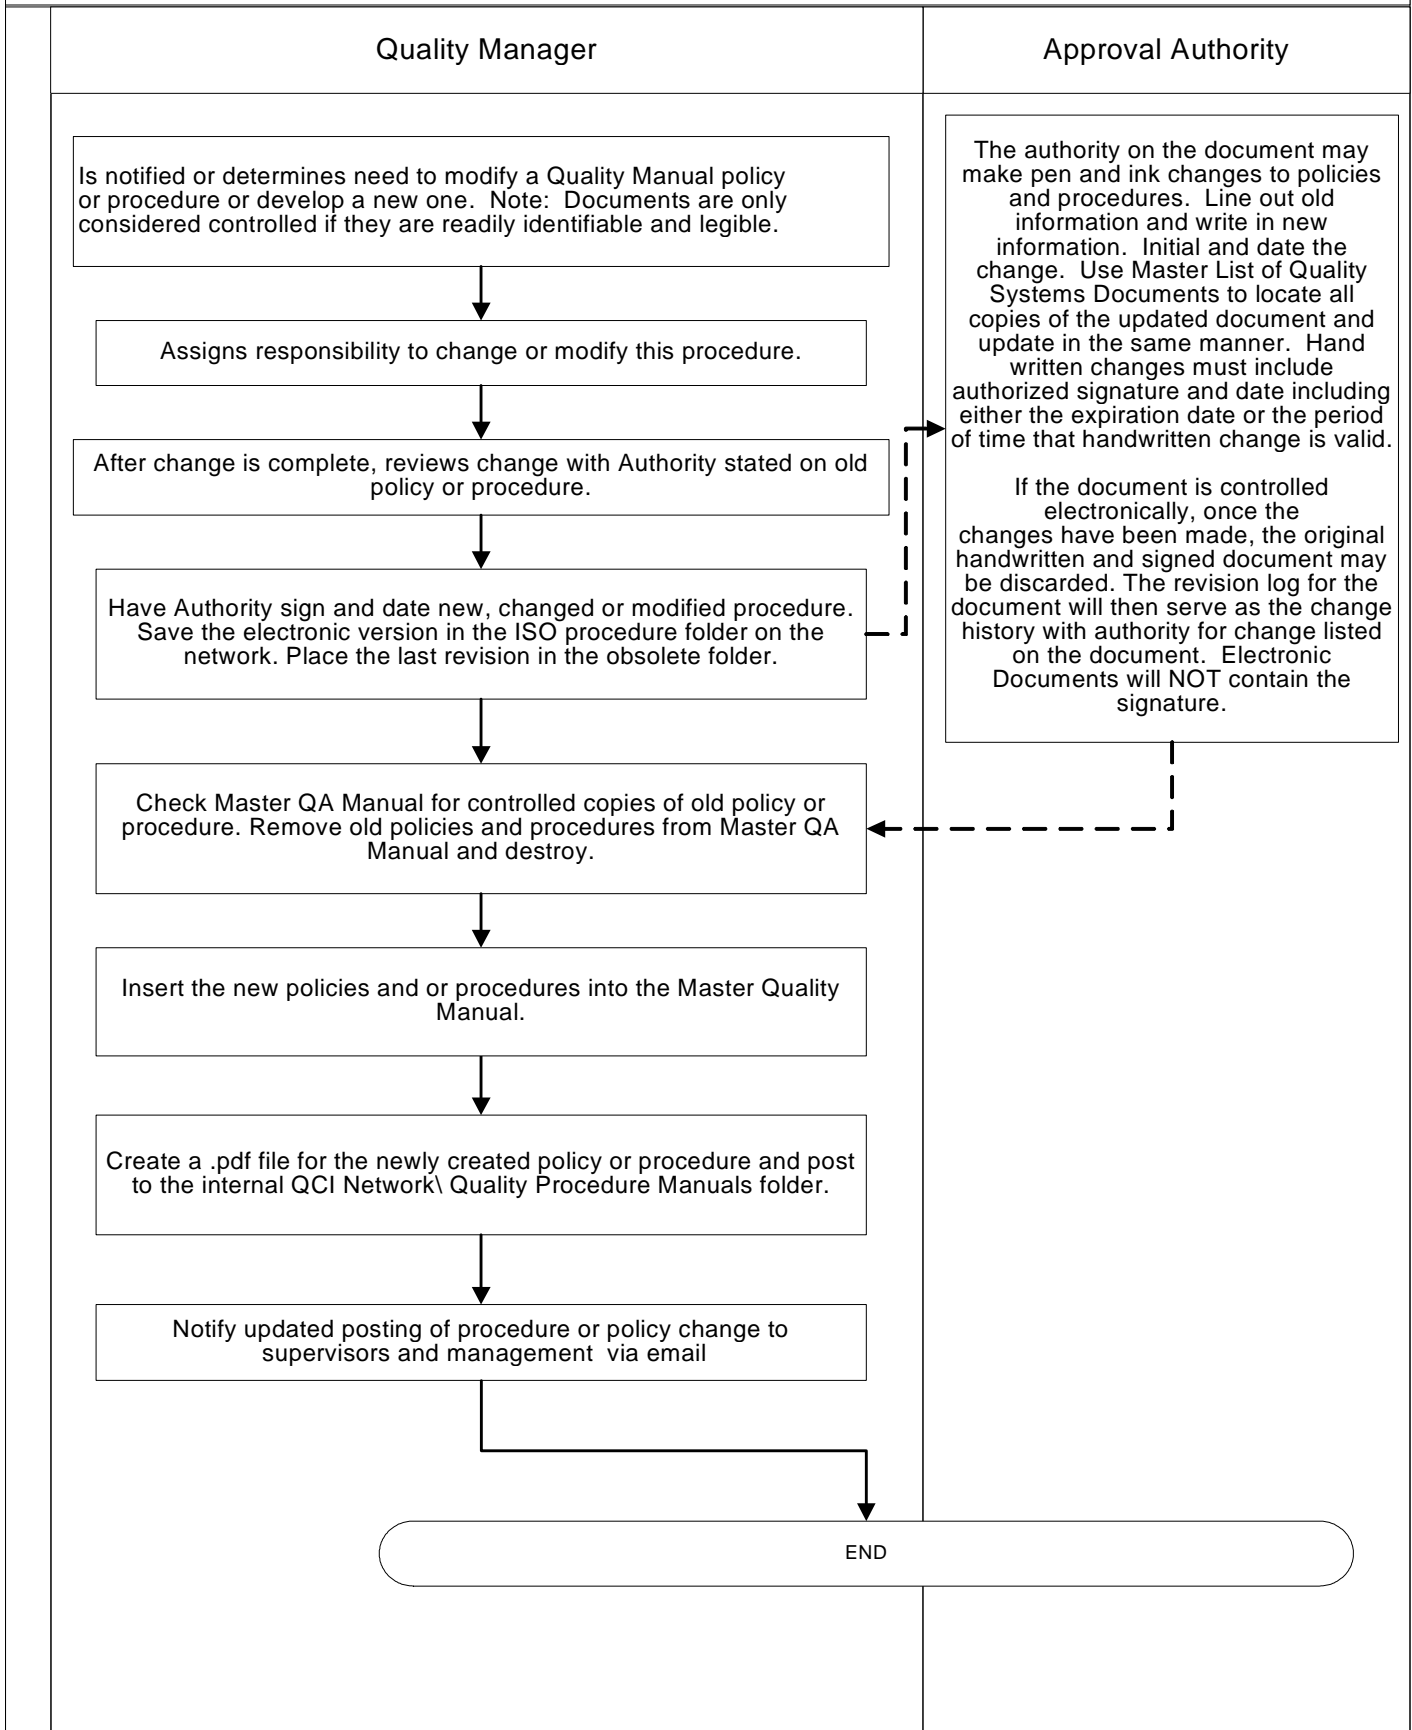 Quality Manager
Approval Authority
Is notified or determines need to modify a Quality Manual policy
or procedure or develop a new one.  Note:  Documents are only
considered controlled if they are readily identifiable and legible.
Assigns responsibility to change or modify this procedure.
After change is complete, reviews change with Authority stated on old
policy or procedure.
Have Authority sign and date new, changed or modified procedure.
Save the electronic version in the ISO procedure folder on the
network. Place the last revision in the obsolete folder.
The authority on the document may
make pen and ink changes to policies
and procedures.  Line out old
information and write in new
information.  Initial and date the
change.  Use Master List of Quality
Systems Documents to locate all
copies of the updated document and
update in the same manner.  Hand
written changes must include
authorized signature and date including
either the expiration date or the period
of time that handwritten change is valid.
If the document is controlled
electronically, once the
changes have been made, the original
handwritten and signed document may
be discarded. The revision log for the
document will then serve as the change
history with authority for change listed
on the document.  Electronic
Documents will NOT contain the
signature.
Check Master QA Manual for controlled copies of old policy or
procedure. Remove old policies and procedures from Master QA
Manual and destroy.
Insert the new policies and or procedures into the Master Quality
Manual.
Create a .pdf file for the newly created policy or procedure and post
to the internal QCI Network\ Quality Procedure Manuals folder.
Notify updated posting of procedure or policy change to
supervisors and management  via email
END